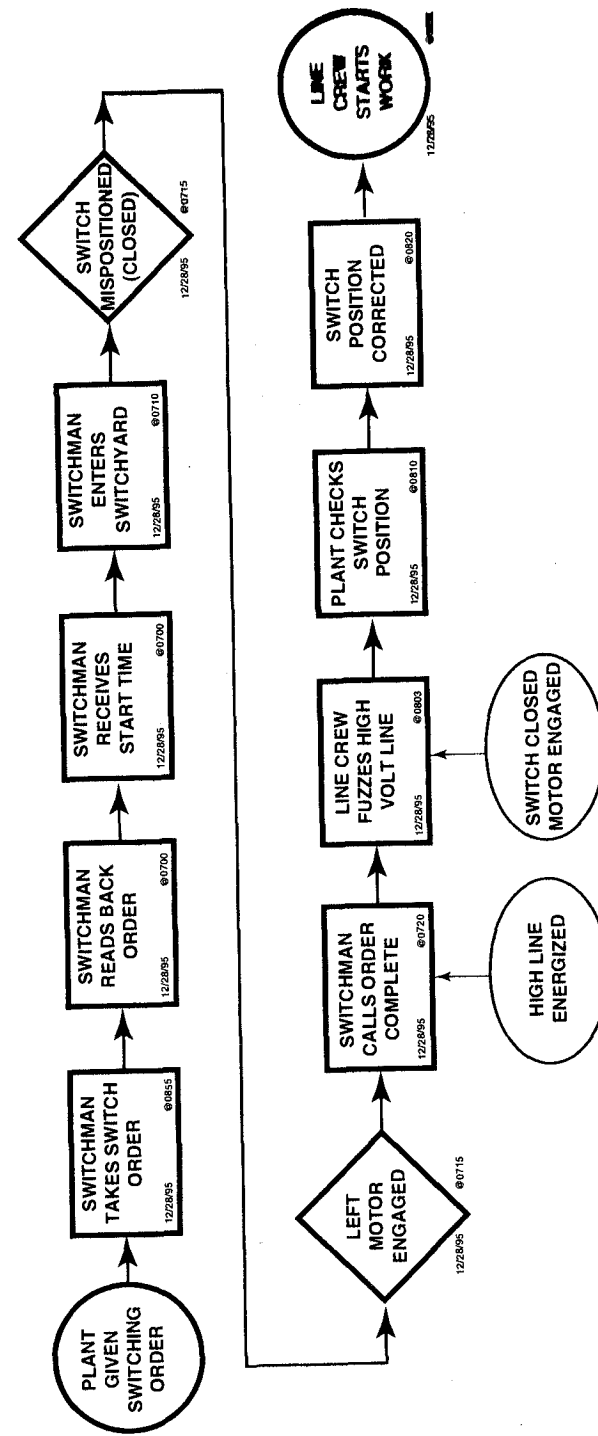 PLANT
GIVEN
SWITCHING
ORDER
SWITCHMAN
TAKES SWITCH
ORDER
12/28/95 @0655
SWITCHMAN
READS BACK
ORDER
12/28/95 @0700
SWITCHMAN
RECEIVES
START TIME
12/28/95 @0700
SWITCHMAN
ENTERS
SWITCHYARD
12/28/95 @0710
SWITCH
MISPOSITIONED
(CLOSED)
12/28/95 @0715
LEFT
MOTOR
ENGAGED
12/28/95 @0715
SWITCHMAN
CALLS ORDER
COMPLETE
12/28/95 @0720
HIGH LINE
ENERGIZED
LINE CREW
FUZZES HIGH
VOLT LINE
12/28/95 @0803
SWITCH CLOSED
MOTOR ENGAGED
PLANT CHECKS
SWITCH
POSITION
12/28/95 @0810
SWITCH
POSITION
CORRECTED
12/28/95 @0820
LINE
CREW
STARTS
WORK
12/28/95